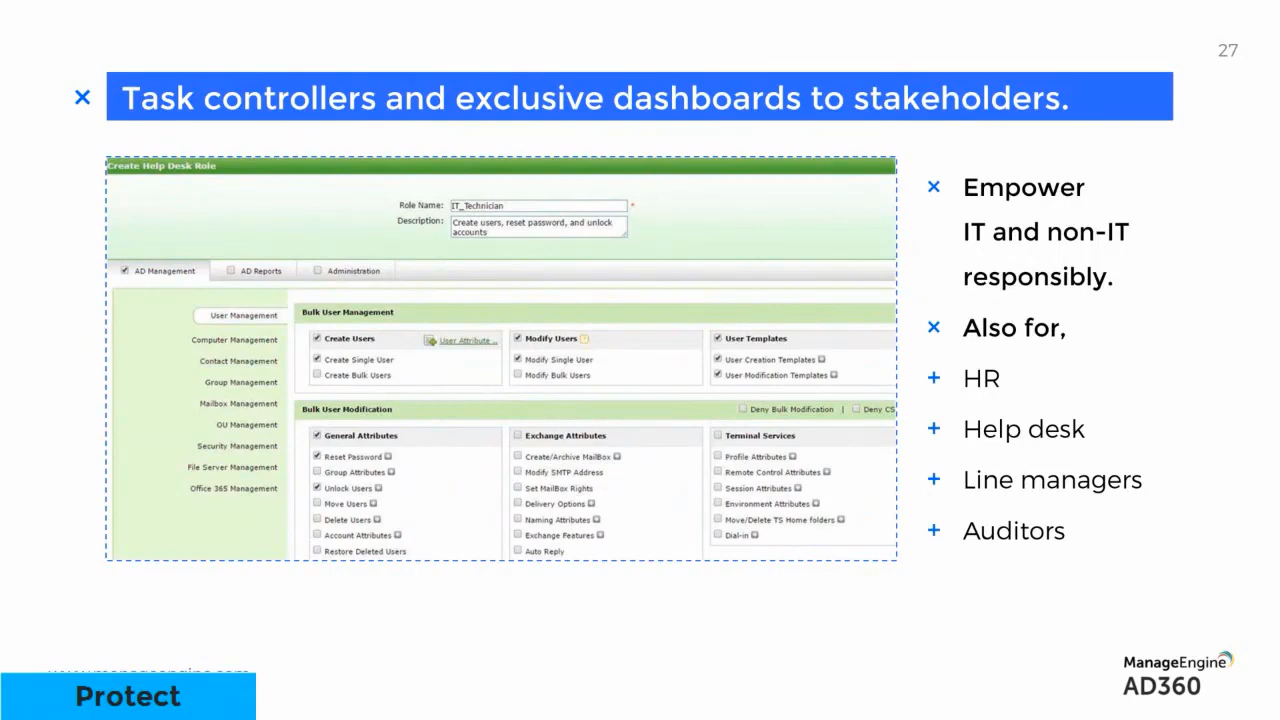 27
Task controllers and exclusive dashboards to stakeholders.
Create Help Desk Role
Role Name: IT_Technician *
Description: Create users, reset password, and unlock
accounts
AD Management AD Reports Administration
User Management
Computer Management
Contact Management
Group Management
Mailbox Management
OU Management
Security Management
File Server Management
Office 365 Management
Bulk User Management
Create Users User Attribute ..
Create Single User
Create Bulk Users
Modify Users
Modify Single User
Modify Bulk Users
User Templates
User Creation Templates
User Modification Templates
Bulk User Modification Deny Bulk Modification | Deny CS
General Attributes
Reset Password
Group Attributes
Unlock Users
Move Users
Delete Users
Account Attributes
Restore Deleted Users
Exchange Attributes
Create/Archive MailBox
Modify SMTP Address
Set MailBox Rights
Delivery Options
Naming Attributes
Exchange Features
Auto Reply
Terminal Services
Profile Attributes
Remote Control Attributes
Session Attributes
Environment Attributes
Move/Delete TS Home folders
Dial-in
Empower
IT and non-IT
responsibly.
Also for,
HR
Help desk
Line managers
Auditors
Protect
ManageEngine
AD360